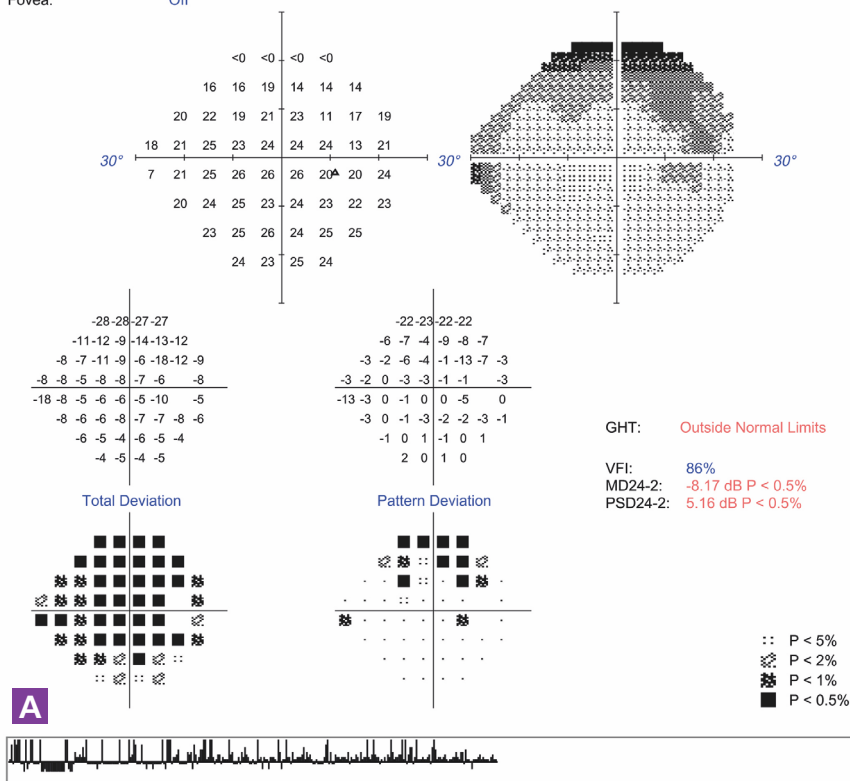 Fovea: Off
<0 <0 <0 <0
16 16 19 14 14 14
20 22 19 21 23 11 17 19
18 21 25 23 24 24 24 13 21
30° 30° 30°
7 21 25 26 26 26 20 20 24
20 24 25 23 24 23 22 23
23 25 26 24 25 25
24 23 25 24
-28 -28 -27 -27
-11 -12 -9 -14 -13 -12
-8 -7 -11 -9 -6 -18 -12 -9
-8 -8 -5 -8 -8 -7 -6 -8
-18 -8 -5 -6 -6 -5 -10 -5
-8 -6 -6 -8 -7 -7 -8 -6
-6 -5 -4 -6 -5 -4
-4 -5 -4 -5
Total Deviation
-22 -23 -22 -22
-6 -7 -4 -9 -8 -7
-3 -2 -6 -4 -1 -13 -7 -3
-3 -2 0 -3 -3 -1 -1 -3
-13 -3 0 -1 0 0 -5 0
-3 0 -1 -3 -2 -2 -3 -1
-1 0 1 -1 0 1
2 0 1 0
Pattern Deviation
GHT: Outside Normal Limits
VFI: 86%
MD24-2: -8.17 dB P < 0.5%
PSD24-2: 5.16 dB P < 0.5%
P < 5%
P < 2%
P < 1%
P < 0.5%
A